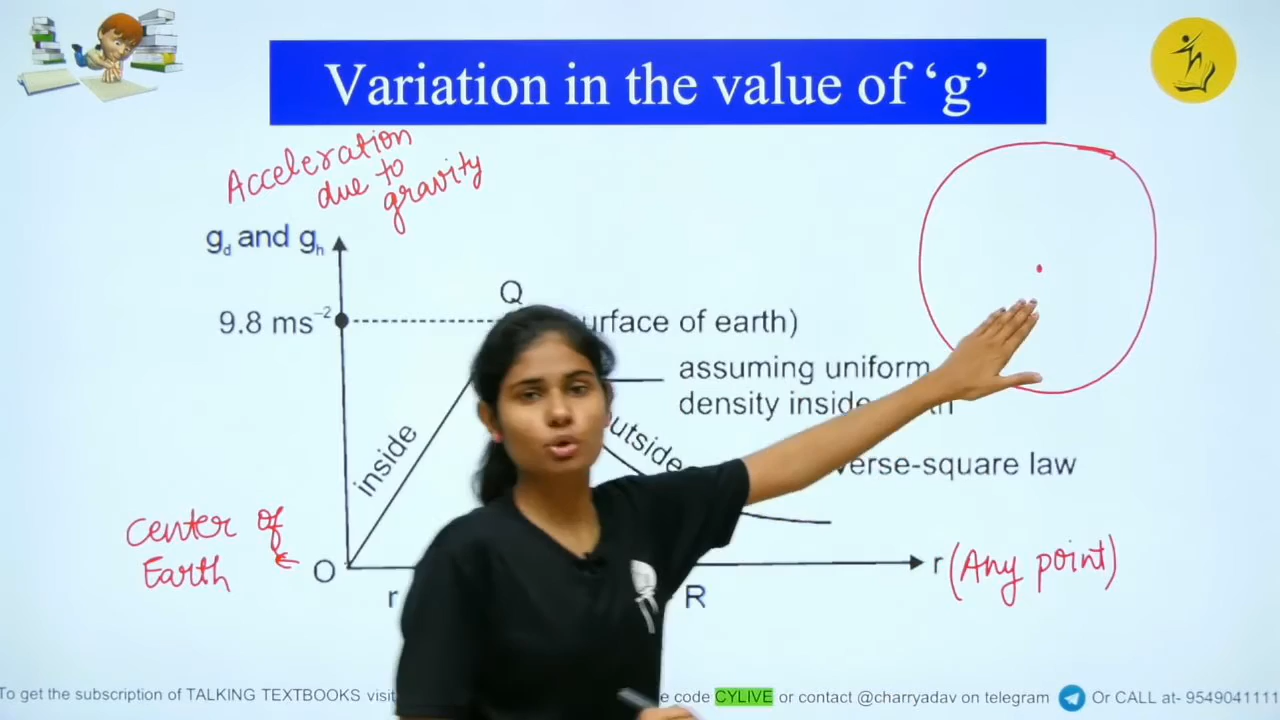 Variation in the value of ‘g’
Acceleration
due to
gravity
gd and gh
9.8 ms⁻²
Q
urface of earth)
assuming uniform
density inside
inside
utside
verse-square law
center of
Earth
O
r (Any point)
r
R
To get the subscription of TALKING TEXTBOOKS visit
e code CYLIVE or contact @charryadav on telegram Or CALL at- 9549041111